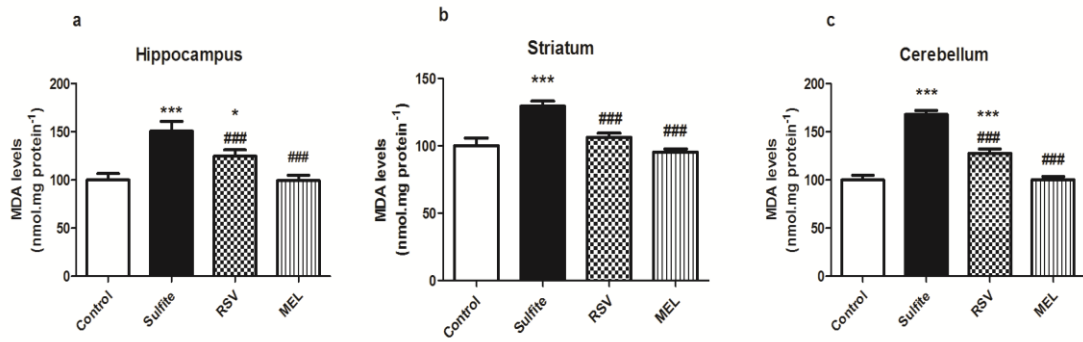 a
Hippocampus
MDA levels
(nmol.mg protein-1)
200
150
100
50
0
***
*
###
###
Control
Sulfite
RSV
MEL
b
Striatum
MDA levels
(nmol.mg protein-1)
150
100
50
0
***
###
###
Control
Sulfite
RSV
MEL
c
Cerebellum
MDA levels
(nmol.mg protein-1)
200
150
100
50
0
***
***
###
###
Control
Sulfite
RSV
MEL